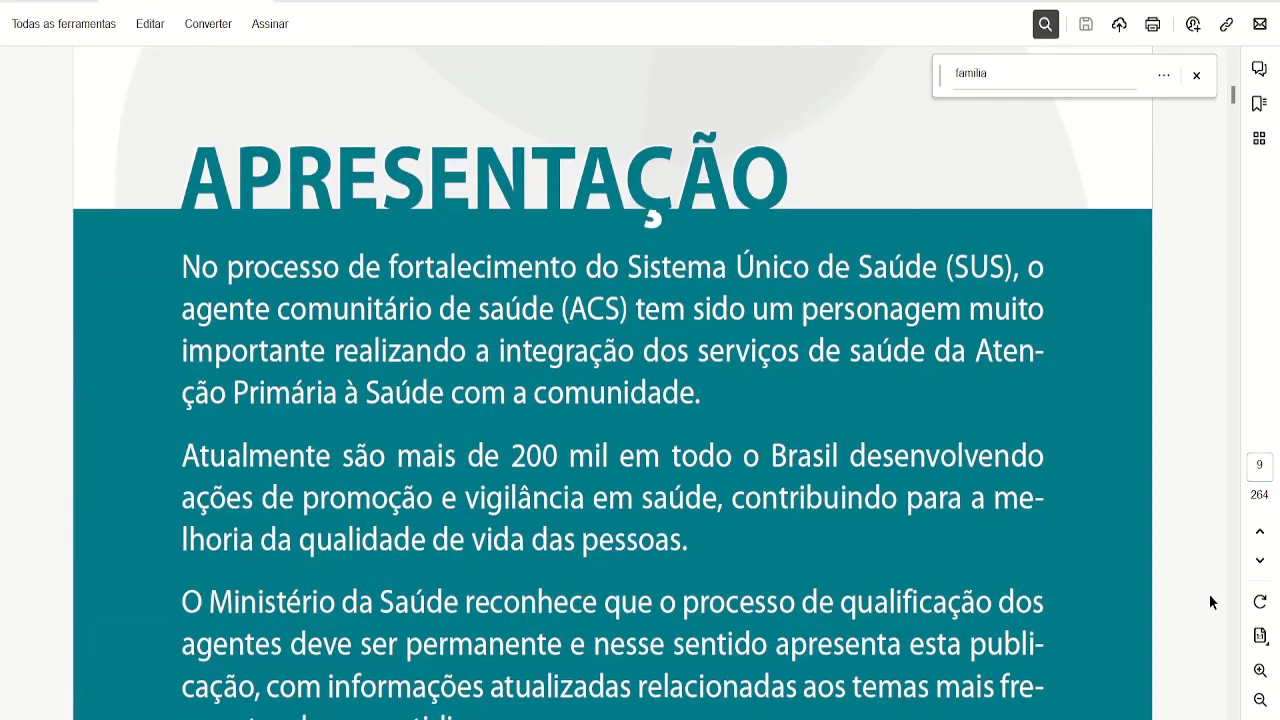 Todas as ferramentas Editar Converter Assinar
familia
APRESENTAÇÃO
No processo de fortalecimento do Sistema Único de Saúde (SUS), o
agente comunitário de saúde (ACS) tem sido um personagem muito
importante realizando a integração dos serviços de saúde da Aten-
ção Primária à Saúde com a comunidade.
Atualmente são mais de 200 mil em todo o Brasil desenvolvendo
ações de promoção e vigilância em saúde, contribuindo para a me-
lhoria da qualidade de vida das pessoas.
9
264
O Ministério da Saúde reconhece que o processo de qualificação dos
agentes deve ser permanente e nesse sentido apresenta esta publi-
cação, com informações atualizadas relacionadas aos temas mais fre-